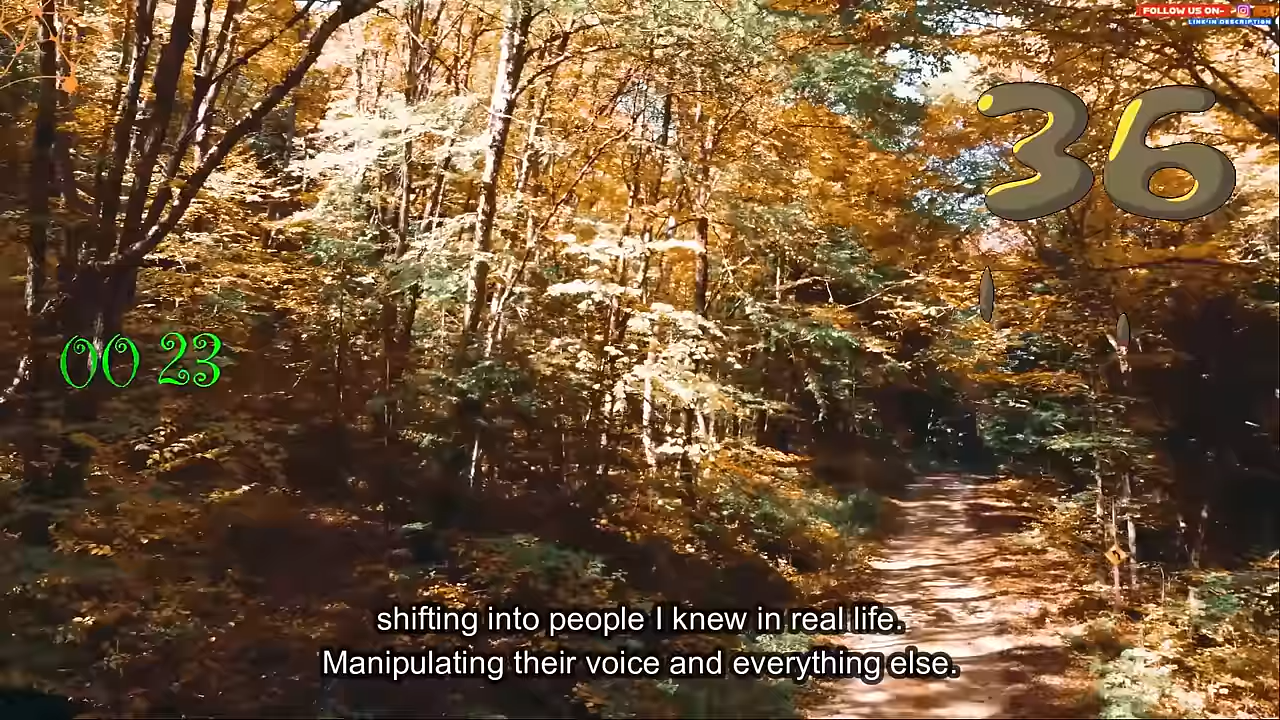 FOLLOW US ON-
LINK IN DESCRIPTION
36
00 23
shifting into people I knew in real life.
Manipulating their voice and everything else.